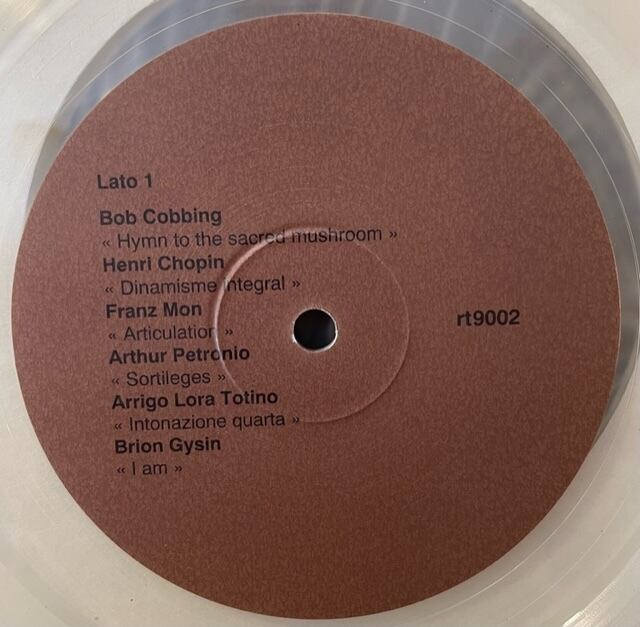 Lato 1
Bob Cobbing
« Hymn to the sacred mushroom »
Henri Chopin
« Dinamisme integral »
Franz Mon
« Articulation »
Arthur Petronio
« Sortileges »
Arrigo Lora Totino
« Intonazione quarta »
Brion Gysin
« I am »
rt9002